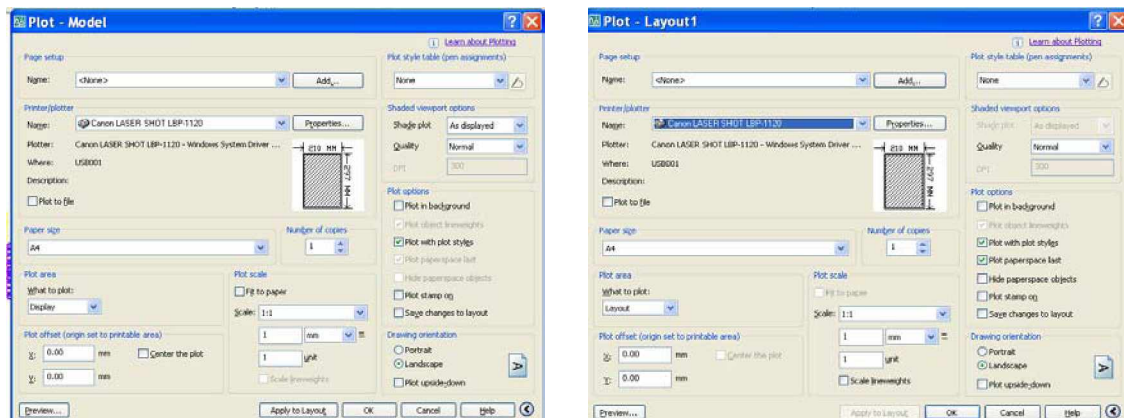 Plot - Model
Learn about Plotting
Page setup
Name: <None> Add...
Plot style table (pen assignments)
None
Printer/plotter
Name: Canon LASER SHOT LBP-1120 Properties...
Plotter: Canon LASER SHOT LBP-1120 - Windows System Driver ...
Where: USB001
Description:
Plot to file
210 MM
297 MM
Shaded viewport options
Shade plot As displayed
Quality Normal
DPI 300
Paper size
A4
Number of copies
1
Plot options
Plot in background
Plot object lineweights
Plot with plot styles
Plot paperspace last
Hide paperspace objects
Plot stamp on
Save changes to layout
Plot area
What to plot:
Display
Plot scale
Fit to paper
Scale: 1:1
1 mm =
1 unit
Scale lineweights
Plot offset (origin set to printable area)
X: 0.00 mm Center the plot
Y: 0.00 mm
Drawing orientation
Portrait
Landscape
Plot upside-down
A
Preview... Apply to Layout OK Cancel Help
Plot - Layout1
Learn about Plotting
Page setup
Name: <None> Add...
Plot style table (pen assignments)
None
Printer/plotter
Name: Canon LASER SHOT LBP-1120 Properties...
Plotter: Canon LASER SHOT LBP-1120 - Windows System Driver ...
Where: USB001
Description:
Plot to file
210 MM
297 MM
Shaded viewport options
Shade plot As displayed
Quality Normal
DPI 300
Paper size
A4
Number of copies
1
Plot options
Plot in background
Plot object lineweights
Plot with plot styles
Plot paperspace last
Hide paperspace objects
Plot stamp on
Save changes to layout
Plot area
What to plot:
Layout
Plot scale
Fit to paper
Scale: 1:1
1 mm =
1 unit
Scale lineweights
Plot offset (origin set to printable area)
X: 0.00 mm Center the plot
Y: 0.00 mm
Drawing orientation
Portrait
Landscape
Plot upside-down
A
Preview... Apply to Layout OK Cancel Help